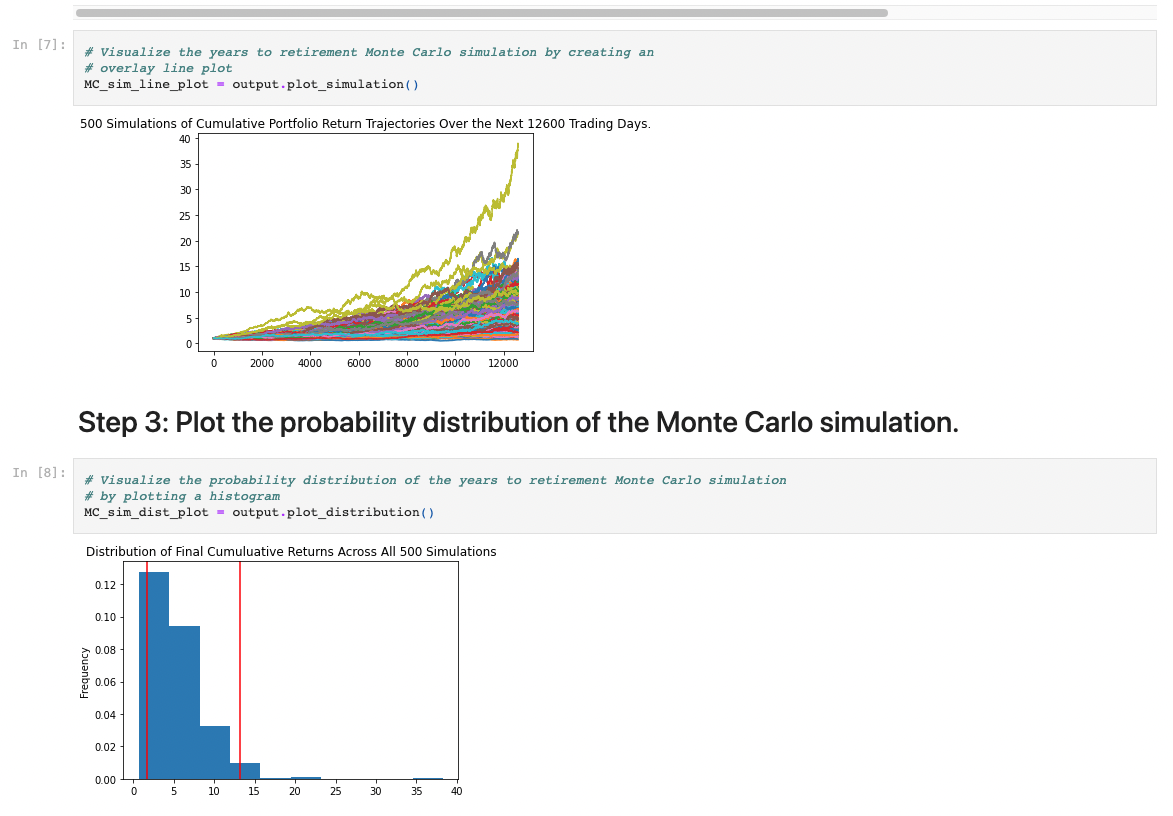 In [7]:
# Visualize the years to retirement Monte Carlo simulation by creating an
# overlay line plot
MC_sim_line_plot = output.plot_simulation()
500 Simulations of Cumulative Portfolio Return Trajectories Over the Next 12600 Trading Days.
40
35
30
25
20
15
10
5
0
0 2000 4000 6000 8000 10000 12000
Step 3: Plot the probability distribution of the Monte Carlo simulation.
In [8]:
# Visualize the probability distribution of the years to retirement Monte Carlo simulation
# by plotting a histogram
MC_sim_dist_plot = output.plot_distribution()
Distribution of Final Cumuluative Returns Across All 500 Simulations
Frequency
0.12
0.10
0.08
0.06
0.04
0.02
0.00
0 5 10 15 20 25 30 35 40